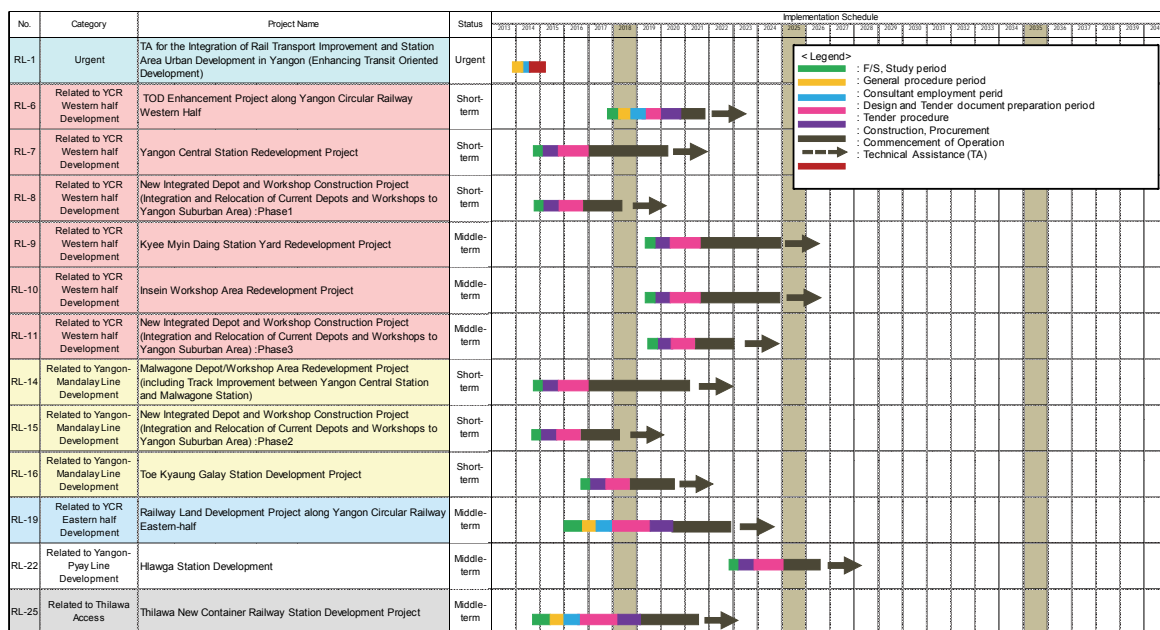 No.
Category
Project Name
Status
Implementation Schedule
2013 2014 2015 2016 2017 2018 2019 2020 2021 2022 2023 2024 2025 2026 2027 2028 2029 2030 2031 2032 2033 2034 2035 2036 2037 2038 2039 204
RL-1
Urgent
TA for the Integration of Rail Transport Improvement and Station
Area Urban Development in Yangon (Enhancing Transit Oriented
Development)
Urgent
< Legend>
: F/S, Study period
: General procedure period
: Consultant employment perid
: Design and Tender document preparation period
: Tender procedure
: Construction, Procurement
: Commencement of Operation
: Technical Assistance (TA)
RL-6
Related to YCR
Western half
Development
TOD Enhancement Project along Yangon Circular Railway
Western Half
Short-
term
RL-7
Related to YCR
Western half
Development
Yangon Central Station Redevelopment Project
Short-
term
RL-8
Related to YCR
Western half
Development
New Integrated Depot and Workshop Construction Project
(Integration and Relocation of Current Depots and Workshops to
Yangon Suburban Area) :Phase1
Short-
term
RL-9
Related to YCR
Western half
Development
Kyee Myin Daing Station Yard Redevelopment Project
Middle-
term
RL-10
Related to YCR
Western half
Development
Insein Workshop Area Redevelopment Project
Middle-
term
RL-11
Related to YCR
Western half
Development
New Integrated Depot and Workshop Construction Project
(Integration and Relocation of Current Depots and Workshops to
Yangon Suburban Area) :Phase3
Middle-
term
RL-14
Related to Yangon-
Mandalay Line
Development
Malwagone Depot/Workshop Area Redevelopment Project
(including Track Improvement between Yangon Central Station
and Malwagone Station)
Short-
term
RL-15
Related to Yangon-
Mandalay Line
Development
New Integrated Depot and Workshop Construction Project
(Integration and Relocation of Current Depots and Workshops to
Yangon Suburban Area) :Phase2
Short-
term
RL-16
Related to Yangon-
Mandalay Line
Development
Toe Kyaung Galay Station Development Project
Short-
term
RL-19
Related to YCR
Eastern half
Development
Railway Land Development Project along Yangon Circular Railway
Eastern-half
Middle-
term
RL-22
Related to Yangon-
Pyay Line
Development
Hlawga Station Development
Middle-
term
RL-25
Related to Thilawa
Access
Thilawa New Container Railway Station Development Project
Middle-
term